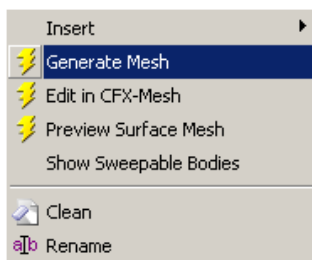 Insert
Generate Mesh
Edit in CFX-Mesh
Preview Surface Mesh
Show Sweepable Bodies
Clean
Rename